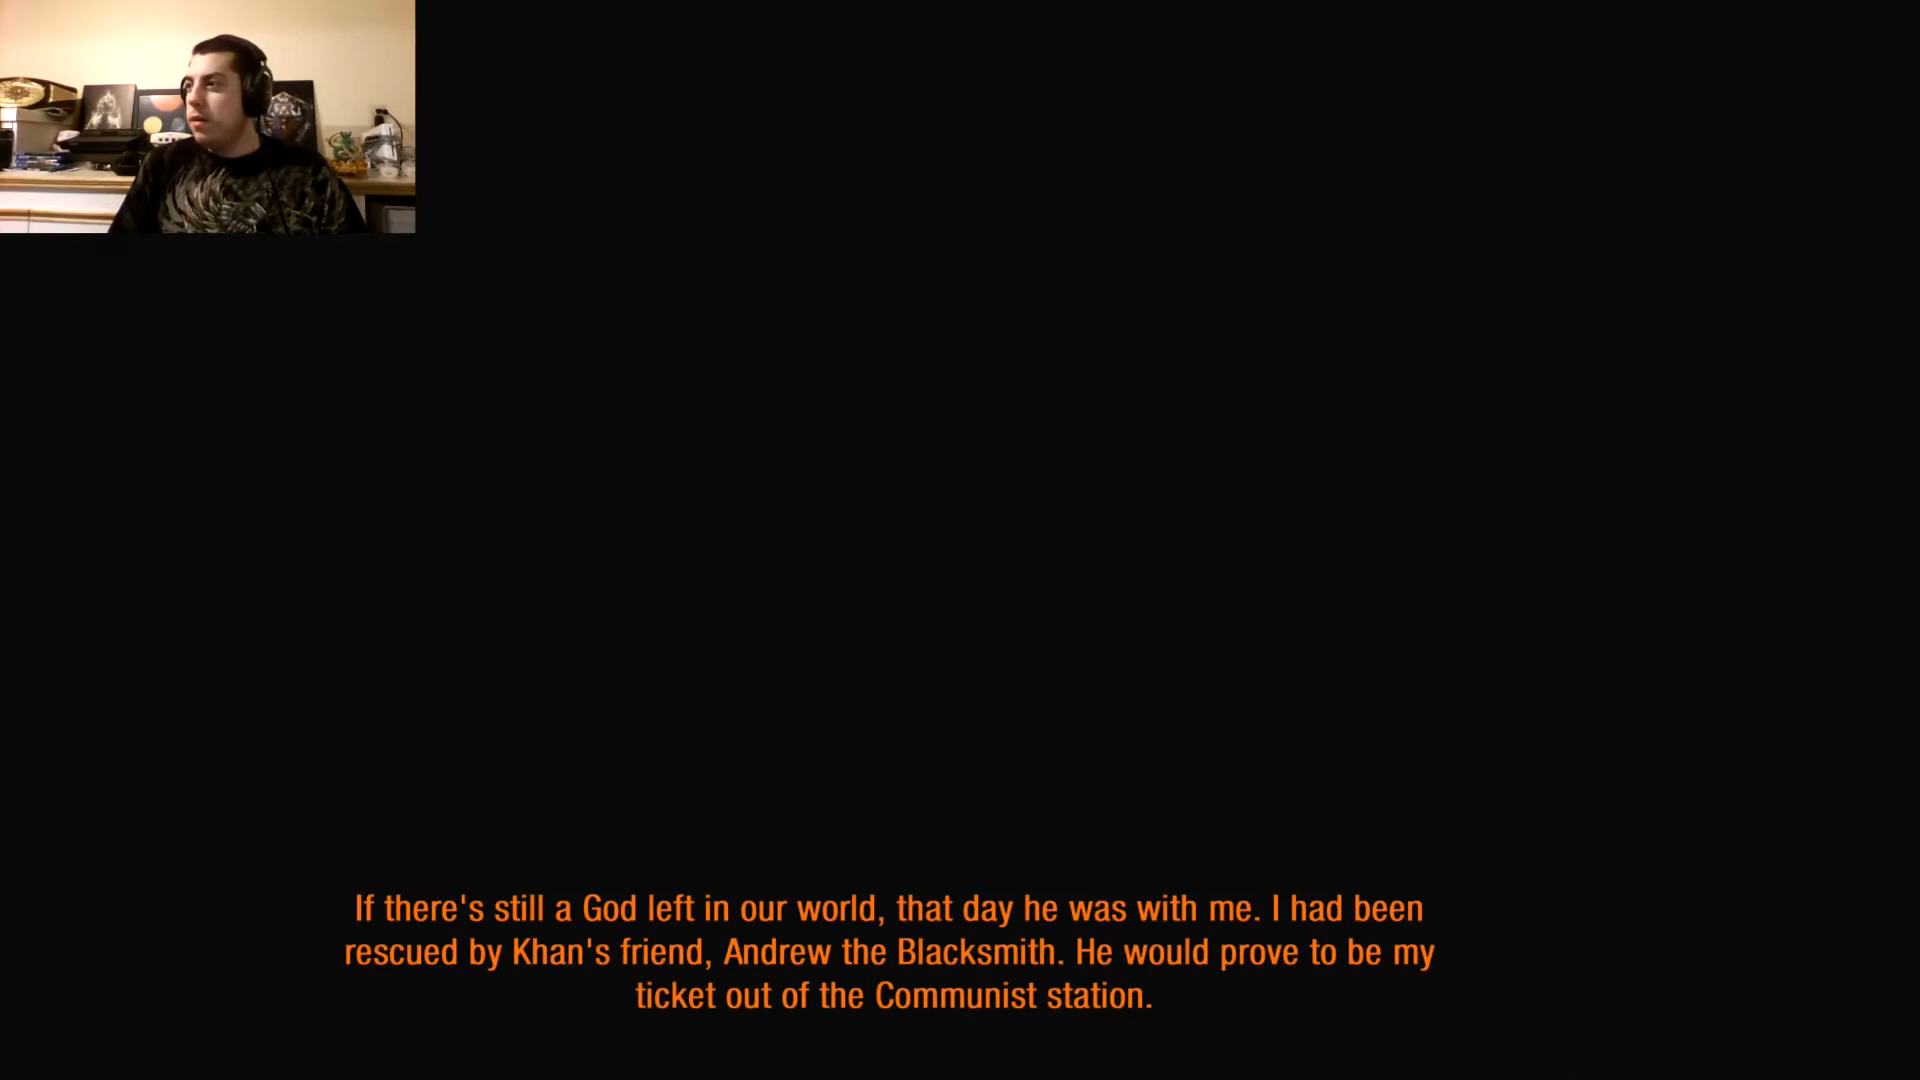 If there's still a God left in our world, that day he was with me. I had been
rescued by Khan's friend, Andrew the Blacksmith. He would prove to be my
ticket out of the Communist station.